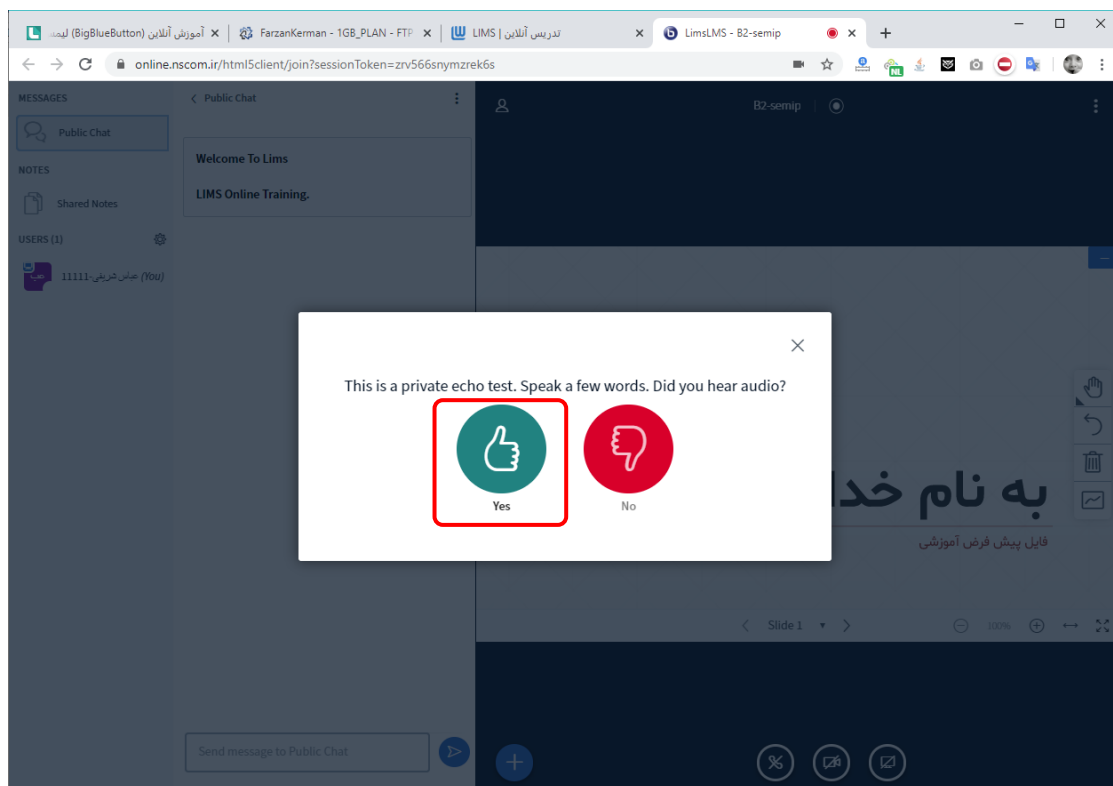 آموزش آنلاین (BigBlueButton) لیمد
FarzanKerman - 1GB_PLAN - FTP
تدریس آنلاین | LIMS
LimsLMS - B2-semip
online.nscom.ir/html5client/join?sessionToken=zrv566snymzrek6s
NL
MESSAGES
Public Chat
NOTES
Shared Notes
USERS (1)
عب
عباس شریفی-11111 (You)
Public Chat
Welcome To Lims
LIMS Online Training.
Send message to Public Chat
B2-semip
This is a private echo test. Speak a few words. Did you hear audio?
Yes
No
به نام خدا
فایل پیش فرض آموزشی
Slide 1
100%